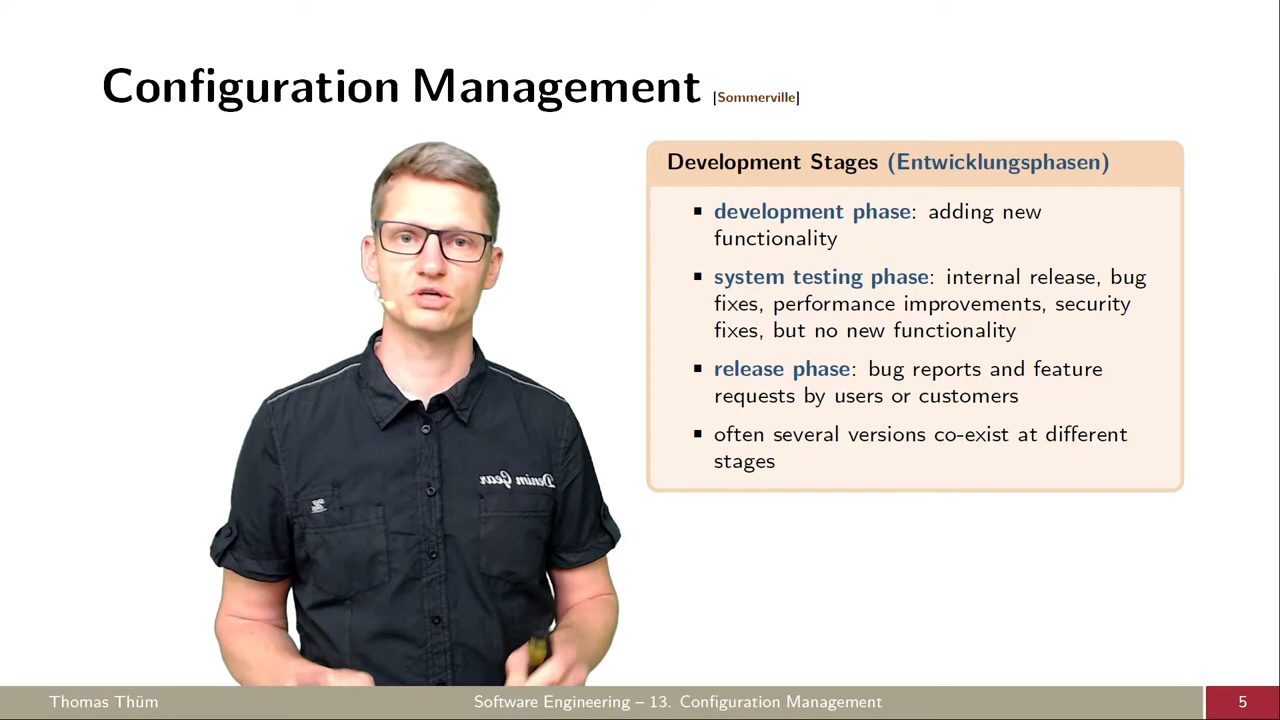 Configuration Management [Sommerville]
Development Stages (Entwicklungsphasen)
▪ development phase: adding new
functionality
▪ system testing phase: internal release, bug
fixes, performance improvements, security
fixes, but no new functionality
▪ release phase: bug reports and feature
requests by users or customers
▪ often several versions co-exist at different
stages
Denim Gear
Thomas Thüm
Software Engineering – 13. Configuration Management
5